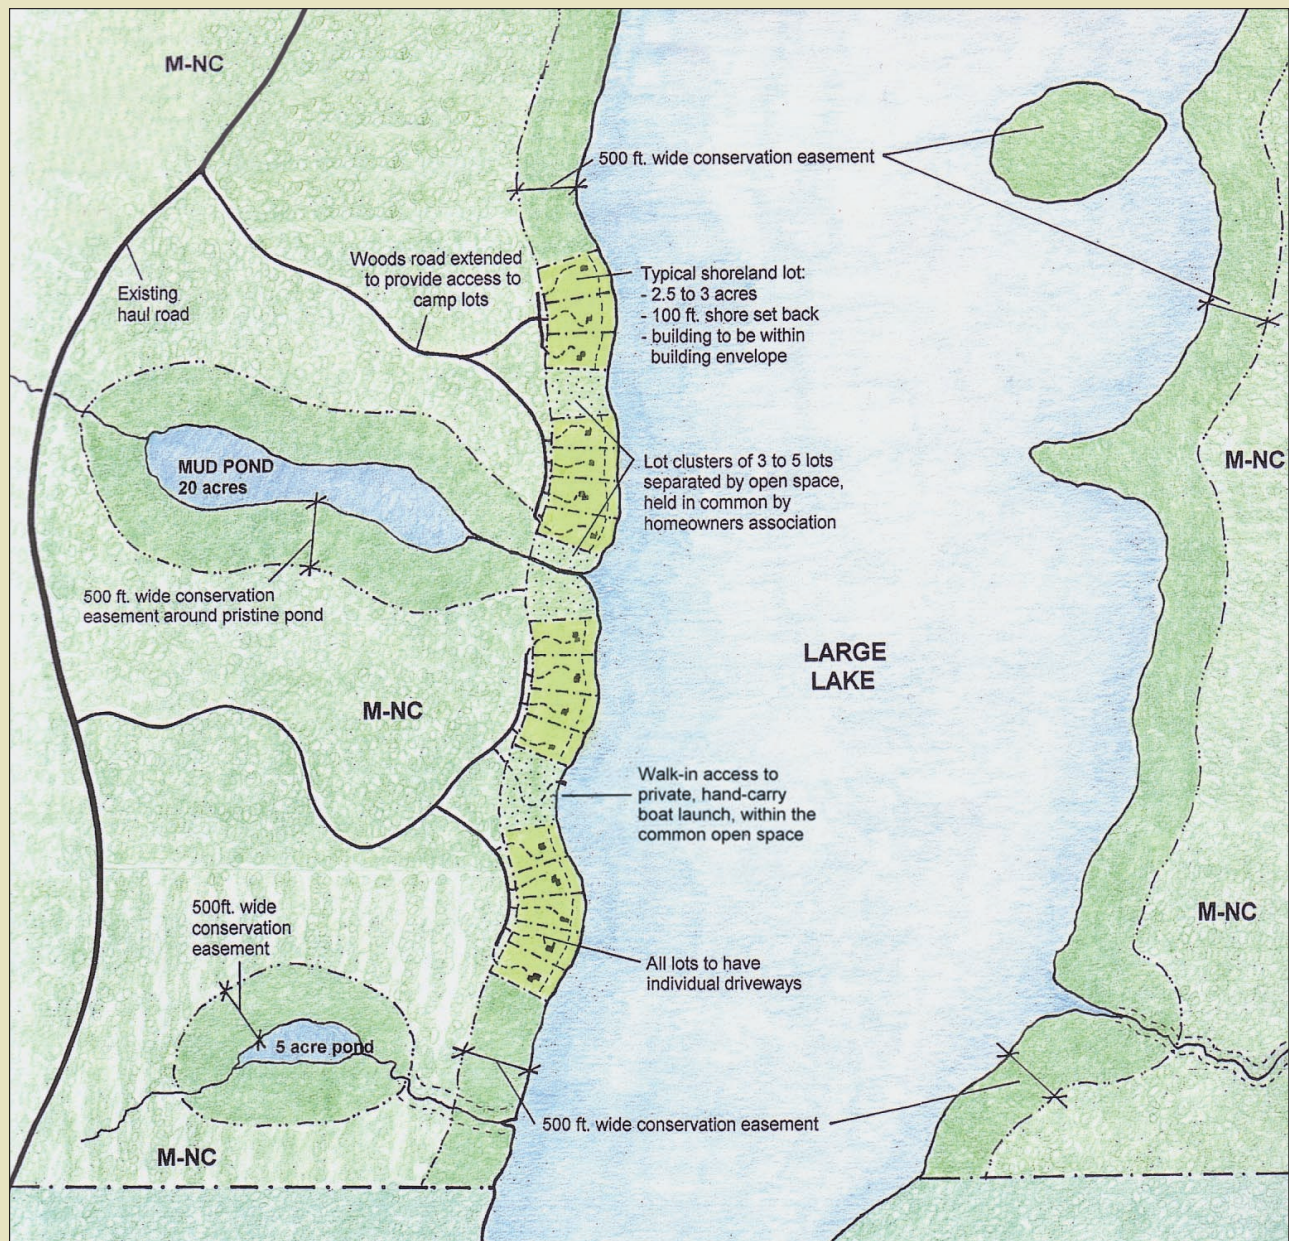 M-NC
500 ft. wide conservation easement
Woods road extended
to provide access to
camp lots
Typical shoreland lot:
- 2.5 to 3 acres
- 100 ft. shore set back
- building to be within
building envelope
Existing
haul road
MUD POND
20 acres
Lot clusters of 3 to 5 lots
separated by open space,
held in common by
homeowners association
M-NC
500 ft. wide conservation
easement around pristine pond
LARGE
LAKE
M-NC
Walk-in access to
private, hand-carry
boat launch, within the
common open space
500ft. wide
conservation
easement
M-NC
All lots to have
individual driveways
5 acre pond
500 ft. wide conservation easement
M-NC